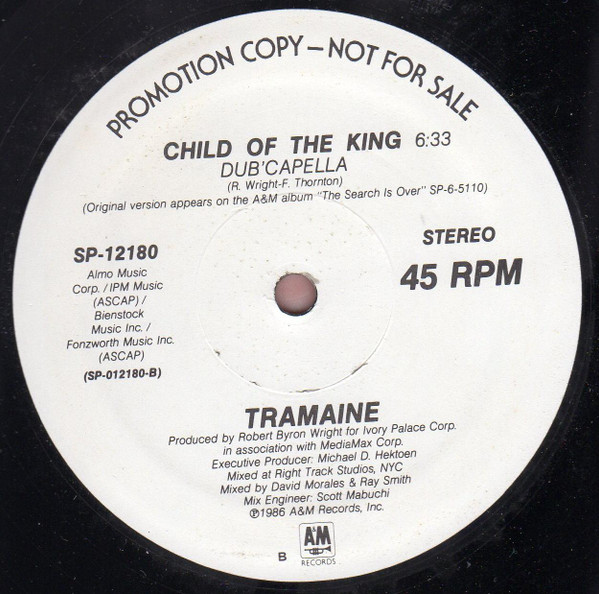 PROMOTION COPY — NOT FOR SALE
CHILD OF THE KING 6:33
DUB'CAPELLA
(R. Wright-F. Thornton)
(Original version appears on the A&M album "The Search Is Over" SP-6-5110)
SP-12180
Almo Music
Corp. / IPM Music
(ASCAP) /
Bienstock
Music Inc. /
Fonzworth Music Inc.
(ASCAP)
(SP-012180-B)
STEREO
45 RPM
TRAMAINE
Produced by Robert Byron Wright for Ivory Palace Corp.
in association with MediaMax Corp.
Executive Producer: Michael D. Hektoen
Mixed at Right Track Studios, NYC
Mixed by David Morales & Ray Smith
Mix Engineer: Scott Mabuchi
℗1986 A&M Records, Inc.
B
A&M
RECORDS